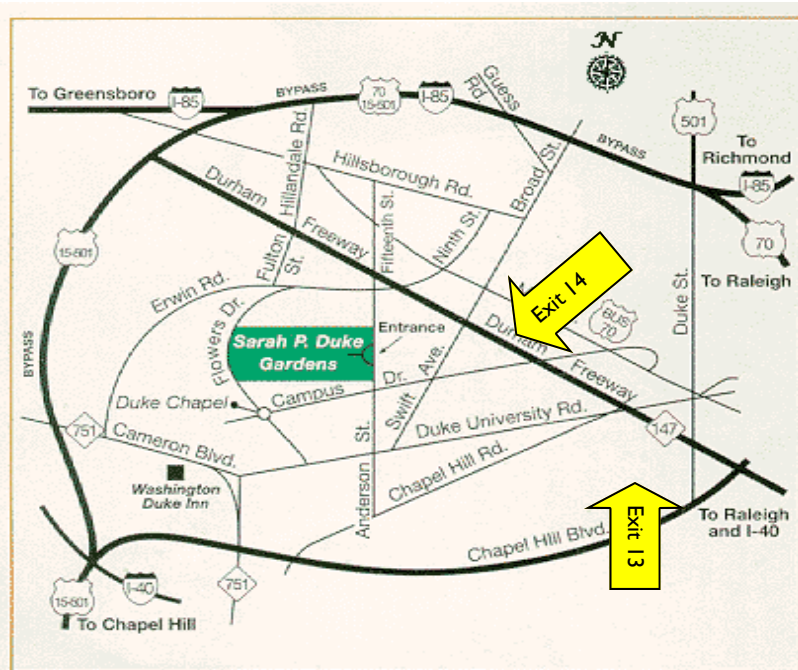 N
To Greensboro
I-85
BYPASS
70
15-501
I-85
Guess
Rd.
501
BYPASS
To
Richmond
I-85
70
To Raleigh
Hillandale Rd.
Hillsborough Rd.
Broad St.
Durham
Freeway
Fifteenth St.
Ninth St.
Fulton
St.
15-501
Erwin Rd.
Exit 14
BUS
70
Duke St.
Flowers Dr.
Sarah P. Duke
Gardens
Entrance
Durham
Freeway
BYPASS
Swift Ave.
Campus Dr.
Duke Chapel
751
Cameron Blvd.
Duke University Rd.
147
Washington
Duke Inn
Anderson St.
Chapel Hill Rd.
Exit 13
To Raleigh
and I-40
Chapel Hill Blvd.
751
I-40
15-501
To Chapel Hill